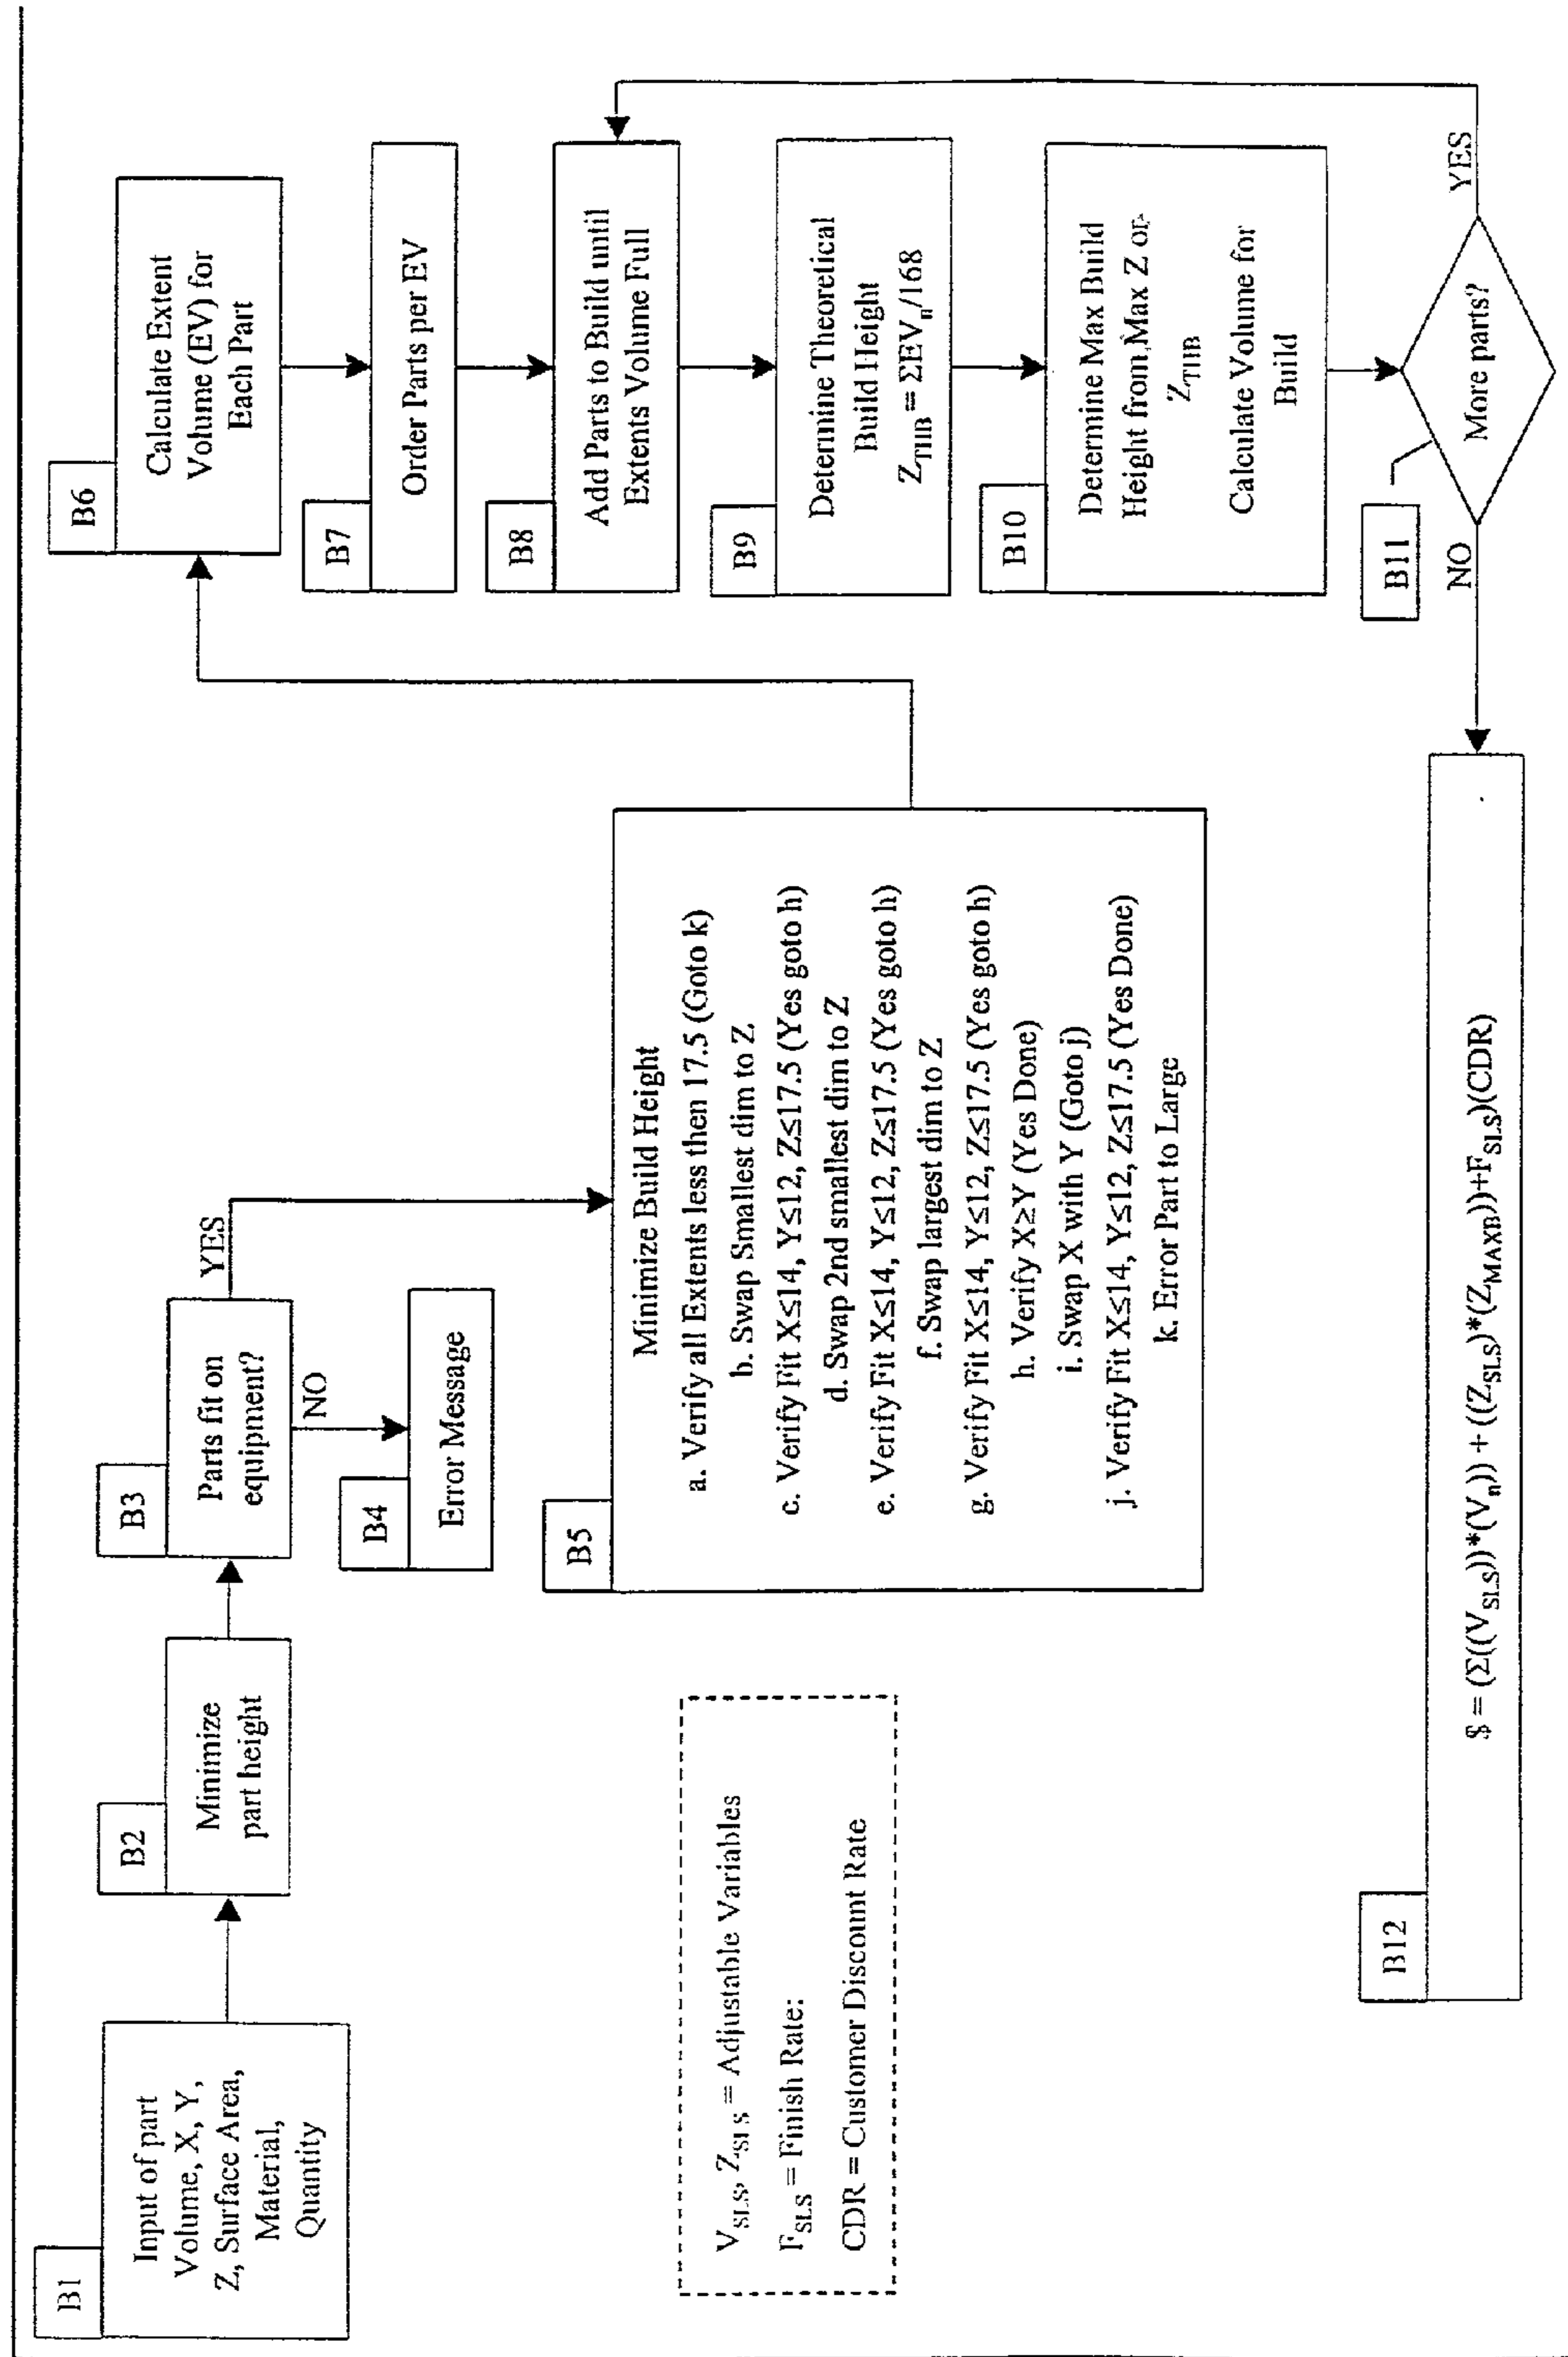 B1
Input of part
Volume, X, Y,
Z, Surface Area,
Material,
Quantity
B2
Minimize
part height
B3
Parts fit on
equipment?
YES
NO
B4
Error Message
B5
Minimize Build Height
a. Verify all Extents less then 17.5 (Goto k)
b. Swap Smallest dim to Z
c. Verify Fit X≤14, Y≤12, Z≤17.5 (Yes goto h)
d. Swap 2nd smallest dim to Z
e. Verify Fit X≤14, Y≤12, Z≤17.5 (Yes goto h)
f. Swap largest dim to Z
g. Verify Fit X≤14, Y≤12, Z≤17.5 (Yes goto h)
h. Verify X≥Y (Yes Done)
i. Swap X with Y (Goto j)
j. Verify Fit X≤14, Y≤12, Z≤17.5 (Yes Done)
k. Error Part to Large
B6
Calculate Extent
Volume (EV) for
Each Part
B7
Order Parts per EV
B8
Add Parts to Build until
Extents Volume Full
B9
Determine Theoretical
Build Height
Z_THB = ΣEV_n/168
B10
Determine Max Build
Height from Max Z or
Z_THB
Calculate Volume for
Build
B11
More parts?
YES
NO
V_SLS, Z_SLS = Adjustable Variables
F_SLS = Finish Rate:
CDR = Customer Discount Rate
B12
$ = (Σ((V_SLS))*(V_n)) + ((Z_SLS)*(Z_MAXB))+F_SLS)(CDR)